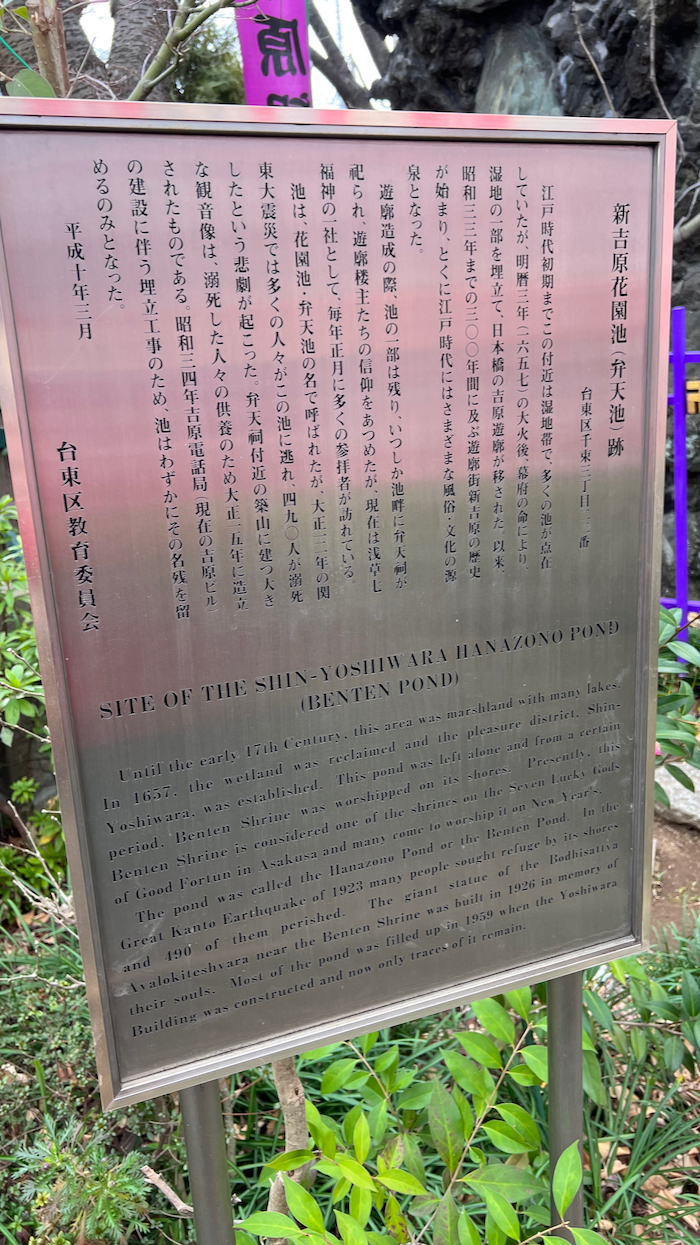 原
新吉原花園池(弁天池)跡
台東区千束三丁目二二番
江戸時代初期までこの付近は湿地帯で、多くの池が点在
していたが、明暦三年(一六五七)の大火後、幕府の命により、
湿地の一部を埋立て、日本橋の吉原遊廓が移された。以来、
昭和三三年までの三〇〇年間に及ぶ遊廓街新吉原の歴史
が始まり、とくに江戸時代にはさまざまな風俗・文化の源
泉となった。
遊廓造成の際、池の一部は残り、いつしか池畔に弁天祠が
祀られ、遊廓楼主たちの信仰をあつめたが、現在は浅草七
福神の一社として、毎年正月に多くの参拝者が訪れている。
池は、花園池・弁天池の名で呼ばれたが、大正一二年の関
東大震災では多くの人々がこの池に逃れ、四九〇人が溺死
したという悲劇が起こった。弁天祠付近の築山に建つ大き
な観音像は、溺死した人々の供養のため大正一五年に造立
されたものである。昭和三四年吉原電話局(現在の吉原ビル)
の建設に伴う埋立工事のため、池はわずかにその名残を留
めるのみとなった。
平成十年三月
台東区教育委員会
SITE OF THE SHIN-YOSHIWARA HANAZONO POND
(BENTEN POND)
Until the early 17th Century, this area was marshland with many lakes.
In 1657, the wetland was reclaimed and the pleasure district, Shin-
Yoshiwara, was established. This pond was left alone and from a certain
period, Benten Shrine was worshipped on its shores. Presently, this
Benten Shrine is considered one of the shrines on the Seven Lucky Gods
of Good Fortun in Asakusa and many come to worship it on New Year's.
The pond was called the Hanazono Pond or the Benten Pond. In the
Great Kanto Earthquake of 1923 many people sought refuge by its shores
and 490 of them perished. The giant statue of the Bodhisattva
Avalokiteshvara near the Benten Shrine was built in 1926 in memory of
their souls. Most of the pond was filled up in 1959 when the Yoshiwara
Building was constructed and now only traces of it remain.